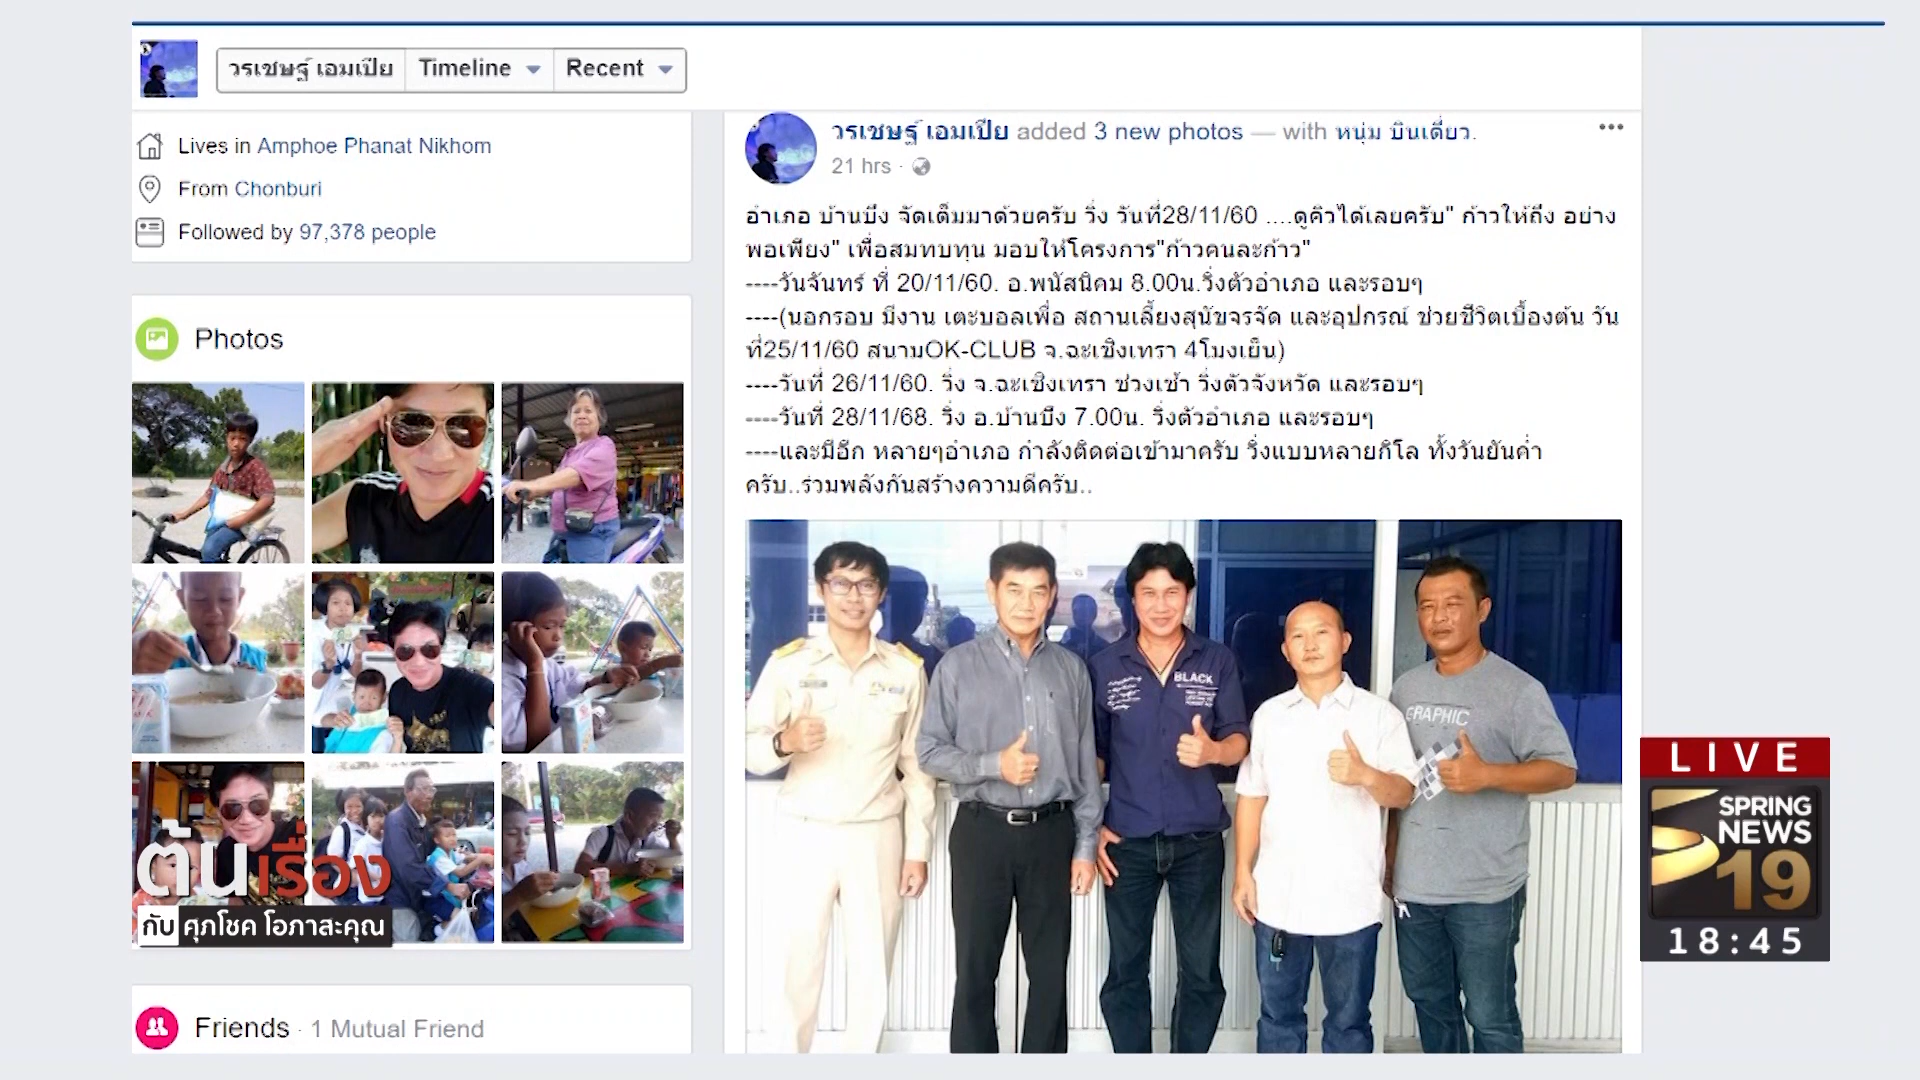 วรเชษฐ์ เอมเปีย Timeline Recent
Lives in Amphoe Phanat Nikhom
From Chonburi
Followed by 97,378 people
Photos
ต้นเรื่อง
กับ ศุภโชค โอภาสะคุณ
Friends · 1 Mutual Friend
วรเชษฐ์ เอมเปีย added 3 new photos — with หนุ่ม บินเดี่ยว.
21 hrs ·
อำเภอ บ้านบึง จัดเต็มมาด้วยครับ วิ่ง วันที่28/11/60 ....ดูคิวได้เลยครับ" ก้าวให้ถึง อย่าง
พอเพียง" เพื่อสมทบทุน มอบให้โครงการ"ก้าวคนละก้าว"
----วันจันทร์ ที่ 20/11/60. อ.พนัสนิคม 8.00น.วิ่งตัวอำเภอ และรอบๆ
----(นอกรอบ มีงาน เตะบอลเพื่อ สถานเลี้ยงสุนัขจรจัด และอุปกรณ์ ช่วยชีวิตเบื้องต้น วัน
ที่25/11/60 สนามOK-CLUB จ.ฉะเชิงเทรา 4โมงเย็น)
----วันที่ 26/11/60. วิ่ง จ.ฉะเชิงเทรา ช่วงเช้า วิ่งตัวจังหวัด และรอบๆ
----วันที่ 28/11/68. วิ่ง อ.บ้านบึง 7.00น. วิ่งตัวอำเภอ และรอบๆ
----และมีอีก หลายๆอำเภอ กำลังติดต่อเข้ามาครับ วิ่งแบบหลายกิโล ทั้งวันยันค่ำ
ครับ..ร่วมพลังกันสร้างความดีครับ..
BLACK
GRAPHIC
LIVE
SPRING
NEWS
19
18:45